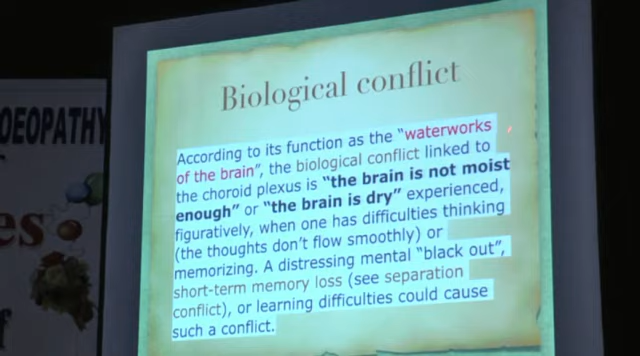 OEOPATHY
es
f
Biological conflict
According to its function as the “waterworks
of the brain”, the biological conflict linked to
the choroid plexus is “the brain is not moist
enough” or “the brain is dry” experienced,
figuratively, when one has difficulties thinking
(the thoughts don’t flow smoothly) or
memorizing. A distressing mental “black out”,
short-term memory loss (see separation
conflict), or learning difficulties could cause
such a conflict.